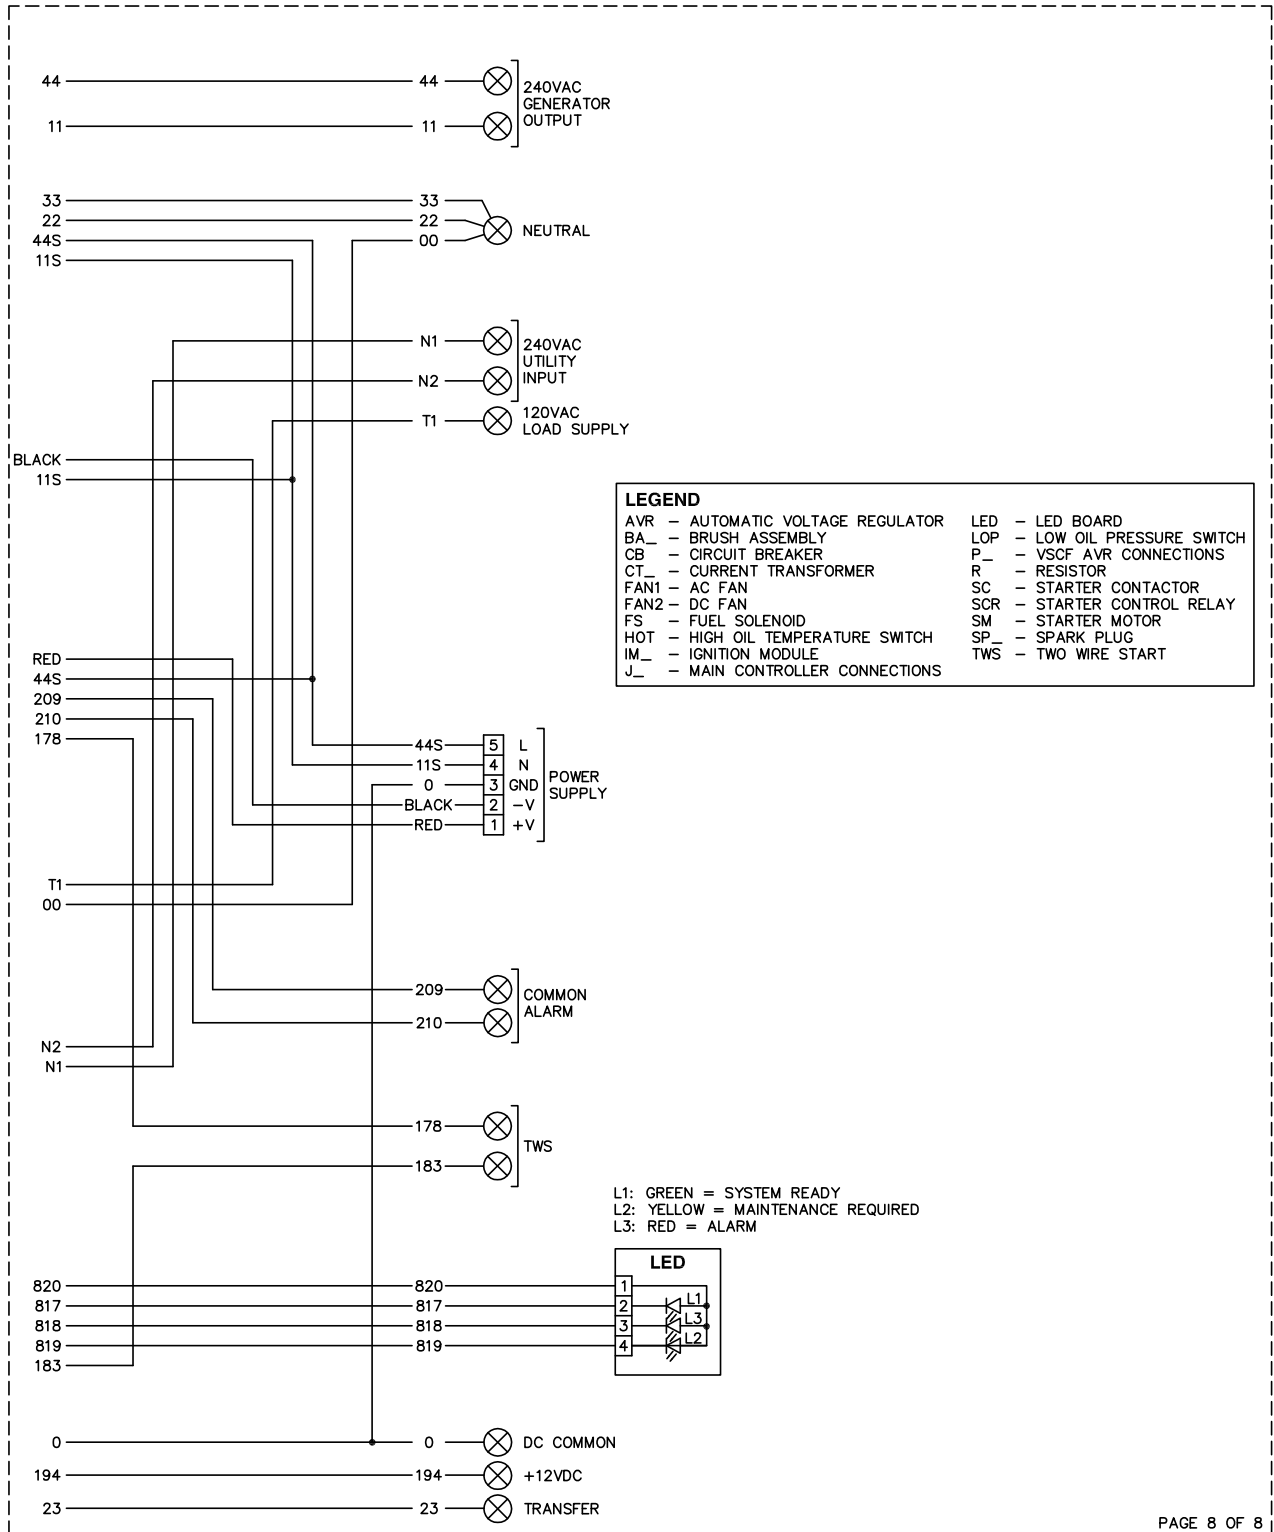 44 44
240VAC
GENERATOR
OUTPUT
11 11
33 33
22 22
44S 00
11S
NEUTRAL
N1
240VAC
UTILITY
INPUT
N2
T1
120VAC
LOAD SUPPLY
BLACK
11S
LEGEND
AVR – AUTOMATIC VOLTAGE REGULATOR
BA_ – BRUSH ASSEMBLY
CB – CIRCUIT BREAKER
CT_ – CURRENT TRANSFORMER
FAN1 – AC FAN
FAN2 – DC FAN
FS – FUEL SOLENOID
HOT – HIGH OIL TEMPERATURE SWITCH
IM_ – IGNITION MODULE
J_ – MAIN CONTROLLER CONNECTIONS
LED – LED BOARD
LOP – LOW OIL PRESSURE SWITCH
P_ – VSCF AVR CONNECTIONS
R – RESISTOR
SC – STARTER CONTACTOR
SCR – STARTER CONTROL RELAY
SM – STARTER MOTOR
SP_ – SPARK PLUG
TWS – TWO WIRE START
RED
44S
209
210
178
44S 5 L
11S 4 N
0 3 GND
BLACK 2 –V
RED 1 +V
POWER
SUPPLY
T1
00
209
210
COMMON
ALARM
N2
N1
178
183
TWS
L1: GREEN = SYSTEM READY
L2: YELLOW = MAINTENANCE REQUIRED
L3: RED = ALARM
LED
820 820 1
817 817 2 L1
818 818 3 L3
819 819 4 L2
183
0 0 DC COMMON
194 194 +12VDC
23 23 TRANSFER
PAGE 8 OF 8